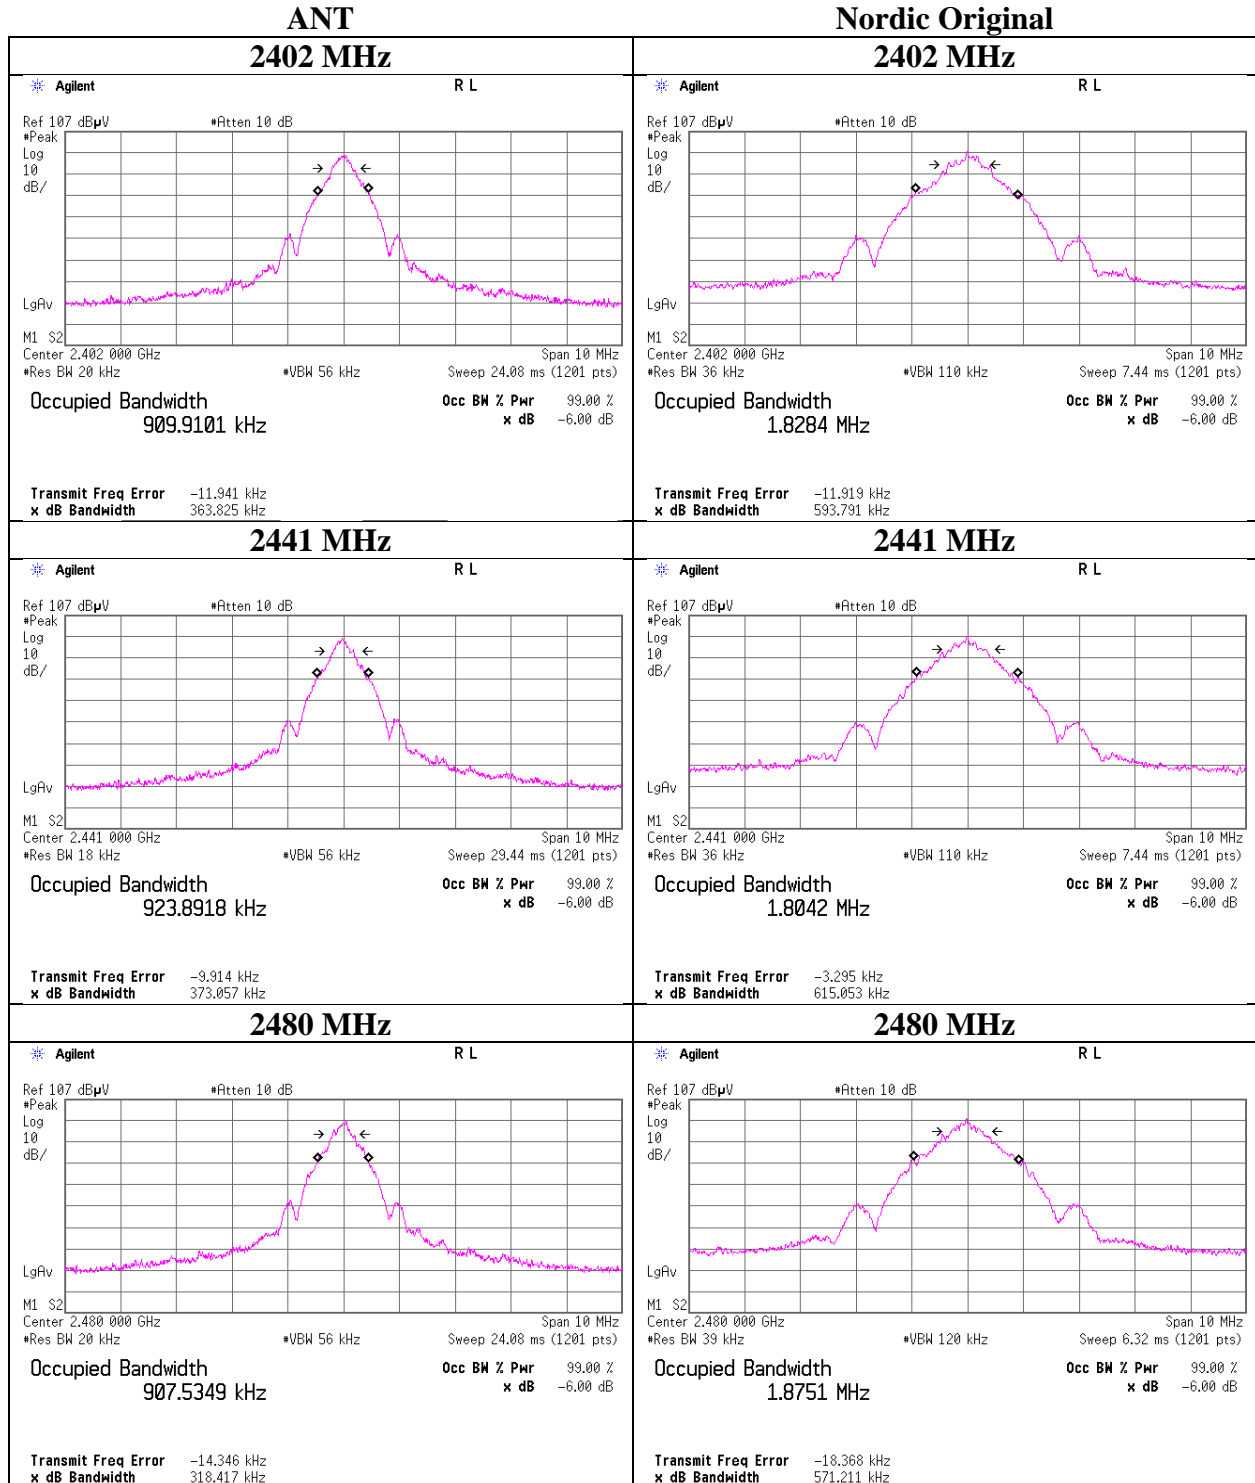 ANT Nordic Original
2402 MHz 2402 MHz
Agilent R L
Ref 107 dBµV #Atten 10 dB
#Peak
Log
10
dB/
LgAv
M1 S2
Center 2.402 000 GHz Span 10 MHz
#Res BW 20 kHz #VBW 56 kHz Sweep 24.08 ms (1201 pts)
Occupied Bandwidth Occ BW % Pwr 99.00 %
909.9101 kHz x dB -6.00 dB
Transmit Freq Error -11.941 kHz
x dB Bandwidth 363.825 kHz
Agilent R L
Ref 107 dBµV #Atten 10 dB
#Peak
Log
10
dB/
LgAv
M1 S2
Center 2.402 000 GHz Span 10 MHz
#Res BW 36 kHz #VBW 110 kHz Sweep 7.44 ms (1201 pts)
Occupied Bandwidth Occ BW % Pwr 99.00 %
1.8284 MHz x dB -6.00 dB
Transmit Freq Error -11.919 kHz
x dB Bandwidth 593.791 kHz
2441 MHz 2441 MHz
Agilent R L
Ref 107 dBµV #Atten 10 dB
#Peak
Log
10
dB/
LgAv
M1 S2
Center 2.441 000 GHz Span 10 MHz
#Res BW 18 kHz #VBW 56 kHz Sweep 29.44 ms (1201 pts)
Occupied Bandwidth Occ BW % Pwr 99.00 %
923.8918 kHz x dB -6.00 dB
Transmit Freq Error -9.914 kHz
x dB Bandwidth 373.057 kHz
Agilent R L
Ref 107 dBµV #Atten 10 dB
#Peak
Log
10
dB/
LgAv
M1 S2
Center 2.441 000 GHz Span 10 MHz
#Res BW 36 kHz #VBW 110 kHz Sweep 7.44 ms (1201 pts)
Occupied Bandwidth Occ BW % Pwr 99.00 %
1.8042 MHz x dB -6.00 dB
Transmit Freq Error -3.295 kHz
x dB Bandwidth 615.053 kHz
2480 MHz 2480 MHz
Agilent R L
Ref 107 dBµV #Atten 10 dB
#Peak
Log
10
dB/
LgAv
M1 S2
Center 2.480 000 GHz Span 10 MHz
#Res BW 20 kHz #VBW 56 kHz Sweep 24.08 ms (1201 pts)
Occupied Bandwidth Occ BW % Pwr 99.00 %
907.5349 kHz x dB -6.00 dB
Transmit Freq Error -14.346 kHz
x dB Bandwidth 318.417 kHz
Agilent R L
Ref 107 dBµV #Atten 10 dB
#Peak
Log
10
dB/
LgAv
M1 S2
Center 2.480 000 GHz Span 10 MHz
#Res BW 39 kHz #VBW 120 kHz Sweep 6.32 ms (1201 pts)
Occupied Bandwidth Occ BW % Pwr 99.00 %
1.8751 MHz x dB -6.00 dB
Transmit Freq Error -18.368 kHz
x dB Bandwidth 571.211 kHz